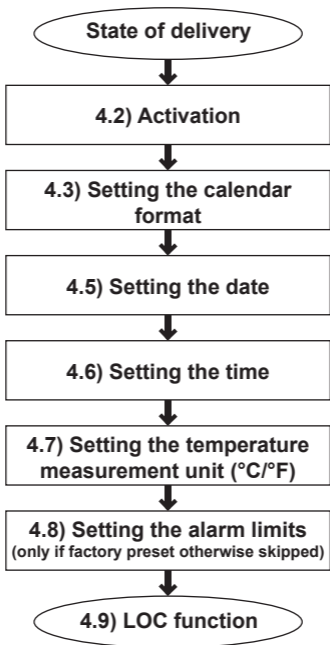 State of delivery
4.2) Activation
4.3) Setting the calendar
format
4.5) Setting the date
4.6) Setting the time
4.7) Setting the temperature
measurement unit (°C/°F)
4.8) Setting the alarm limits
(only if factory preset otherwise skipped)
4.9) LOC function